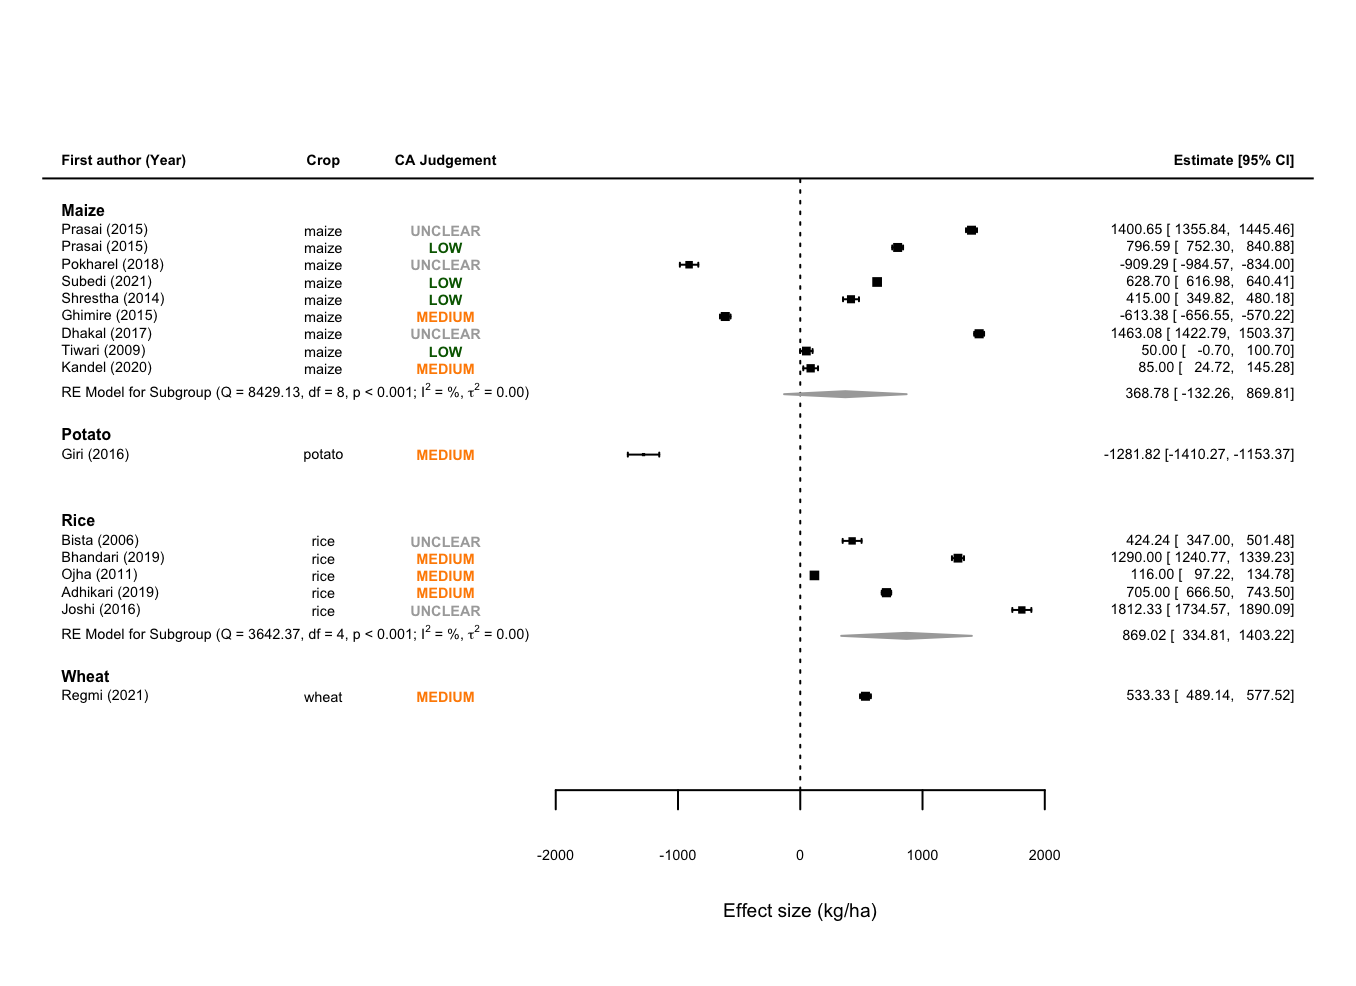 First author (Year) Crop CA Judgement Estimate [95% CI]
Maize
Prasai (2015) maize UNCLEAR 1400.65 [ 1355.84, 1445.46]
Prasai (2015) maize LOW 796.59 [ 752.30, 840.88]
Pokharel (2018) maize UNCLEAR -909.29 [ -984.57, -834.00]
Subedi (2021) maize LOW 628.70 [ 616.98, 640.41]
Shrestha (2014) maize LOW 415.00 [ 349.82, 480.18]
Ghimire (2015) maize MEDIUM -613.38 [ -656.55, -570.22]
Dhakal (2017) maize UNCLEAR 1463.08 [ 1422.79, 1503.37]
Tiwari (2009) maize LOW 50.00 [ -0.70, 100.70]
Kandel (2020) maize MEDIUM 85.00 [ 24.72, 145.28]
RE Model for Subgroup (Q = 8429.13, df = 8, p < 0.001; I² = %, τ² = 0.00) 368.78 [ -132.26, 869.81]
Potato
Giri (2016) potato MEDIUM -1281.82 [-1410.27, -1153.37]
Rice
Bista (2006) rice UNCLEAR 424.24 [ 347.00, 501.48]
Bhandari (2019) rice MEDIUM 1290.00 [ 1240.77, 1339.23]
Ojha (2011) rice MEDIUM 116.00 [ 97.22, 134.78]
Adhikari (2019) rice MEDIUM 705.00 [ 666.50, 743.50]
Joshi (2016) rice UNCLEAR 1812.33 [ 1734.57, 1890.09]
RE Model for Subgroup (Q = 3642.37, df = 4, p < 0.001; I² = %, τ² = 0.00) 869.02 [ 334.81, 1403.22]
Wheat
Regmi (2021) wheat MEDIUM 533.33 [ 489.14, 577.52]
-2000 -1000 0 1000 2000
Effect size (kg/ha)